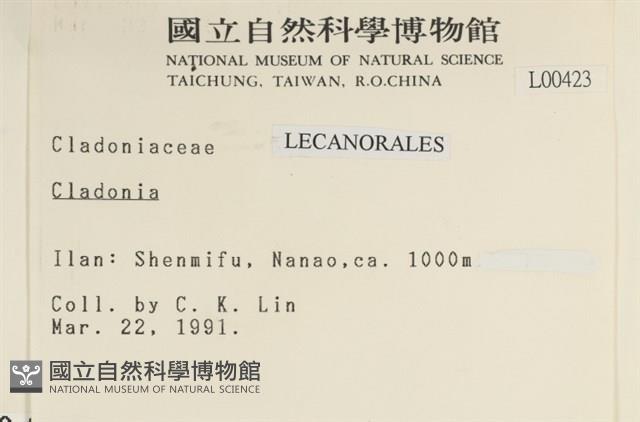 國立自然科學博物館
NATIONAL MUSEUM OF NATURAL SCIENCE
TAICHUNG, TAIWAN, R.O.CHINA
L00423
Cladoniaceae LECANORALES
Cladonia
Ilan: Shenmifu, Nanao,ca. 1000m
Coll. by C. K. Lin
Mar. 22, 1991.
國立自然科學博物館
NATIONAL MUSEUM OF NATURAL SCIENCE